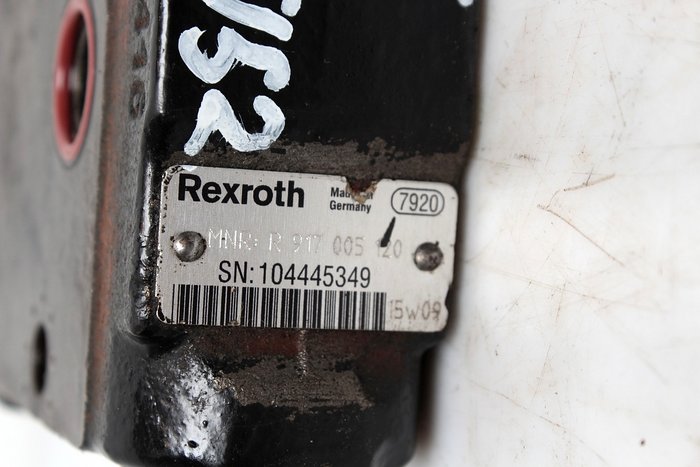 Rexroth
Made in
Germany
7920
MNR: R 917 005 120
SN: 104445349
15W09